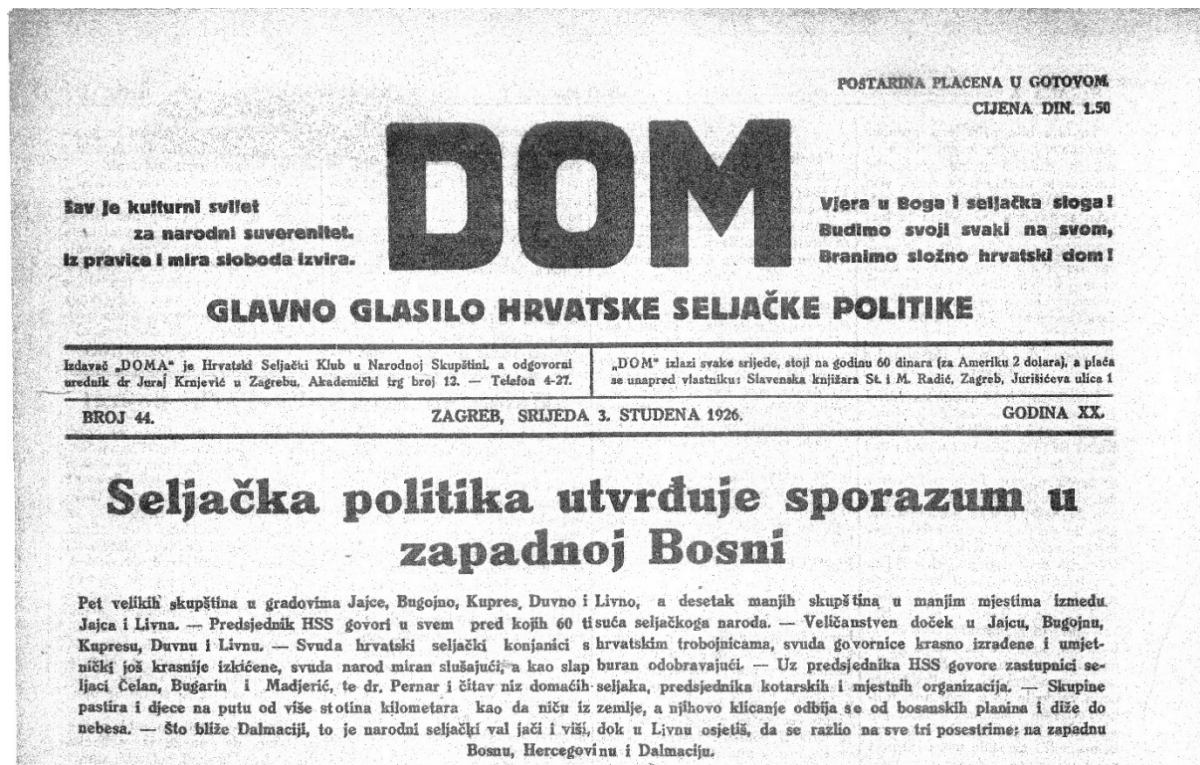 POSTARINA PLAĆENA U GOTOVOM
CIJENA DIN. 1.50
DOM
Sav je kulturni svijet
za narodni suverenitet.
Iz pravice i mira sloboda izvira.
Vjera u Boga i seljačka sloga!
Budimo svoji svaki na svom,
Branimo složno hrvatski dom!
GLAVNO GLASILO HRVATSKE SELJAČKE POLITIKE
Izdavač „DOMA“ je Hrvatski Seljački Klub u Narodnoj Skupštini, a odgovorni
urednik dr Juraj Krnjević u Zagrebu, Akademički trg broj 12. — Telefon 4-27.
„DOM“ izlazi svake srijede, stoji na godinu 60 dinara (za Ameriku 2 dolara), a plaća
se unapred vlastniku: Slavenska knjižara St. i M. Radić, Zagreb, Jurišićeva ulica 1
BROJ 44.
ZAGREB, SRIJEDA 3. STUDENA 1926.
GODINA XX.
Seljačka politika utvrđuje sporazum u
zapadnoj Bosni
Pet velikih skupština u gradovima Jajce, Bugojno, Kupres, Duvno i Livno, a desetak manjih skupština u manjim mjestima između
Jajca i Livna. — Predsjednik HSS govori u svem pred kojih 60 tisuća seljačkoga naroda. — Veličanstven doček u Jajcu, Bugojnu,
Kupresu, Duvnu i Livnu. — Svuda hrvatski seljački konjanici s hrvatskim trobojnicama, svuda govornice krasno izrađene i umjet-
nički još krasnije izkićene, svuda narod miran slušajući, a kao slap buran odobravajući. — Uz predsjednika HSS govore zastupnici se-
ljaci Čelan, Bugarin i Madjerić, te dr. Pernar i čitav niz domaćih seljaka, predsjednika kotarskih i mjestnih organizacija. — Skupine
pastira i djece na putu od više stotina kilometara kao da niču iz zemlje, a njihovo klicanje odbija se od bosanskih planina i diže do
nebesa. — Što bliže Dalmaciji, to je narodni seljački val jači i viši, dok u Livnu osjetiš, da se razlio na sve tri posestrime: na zapadnu
Bosnu, Hercegovinu i Dalmaciju.